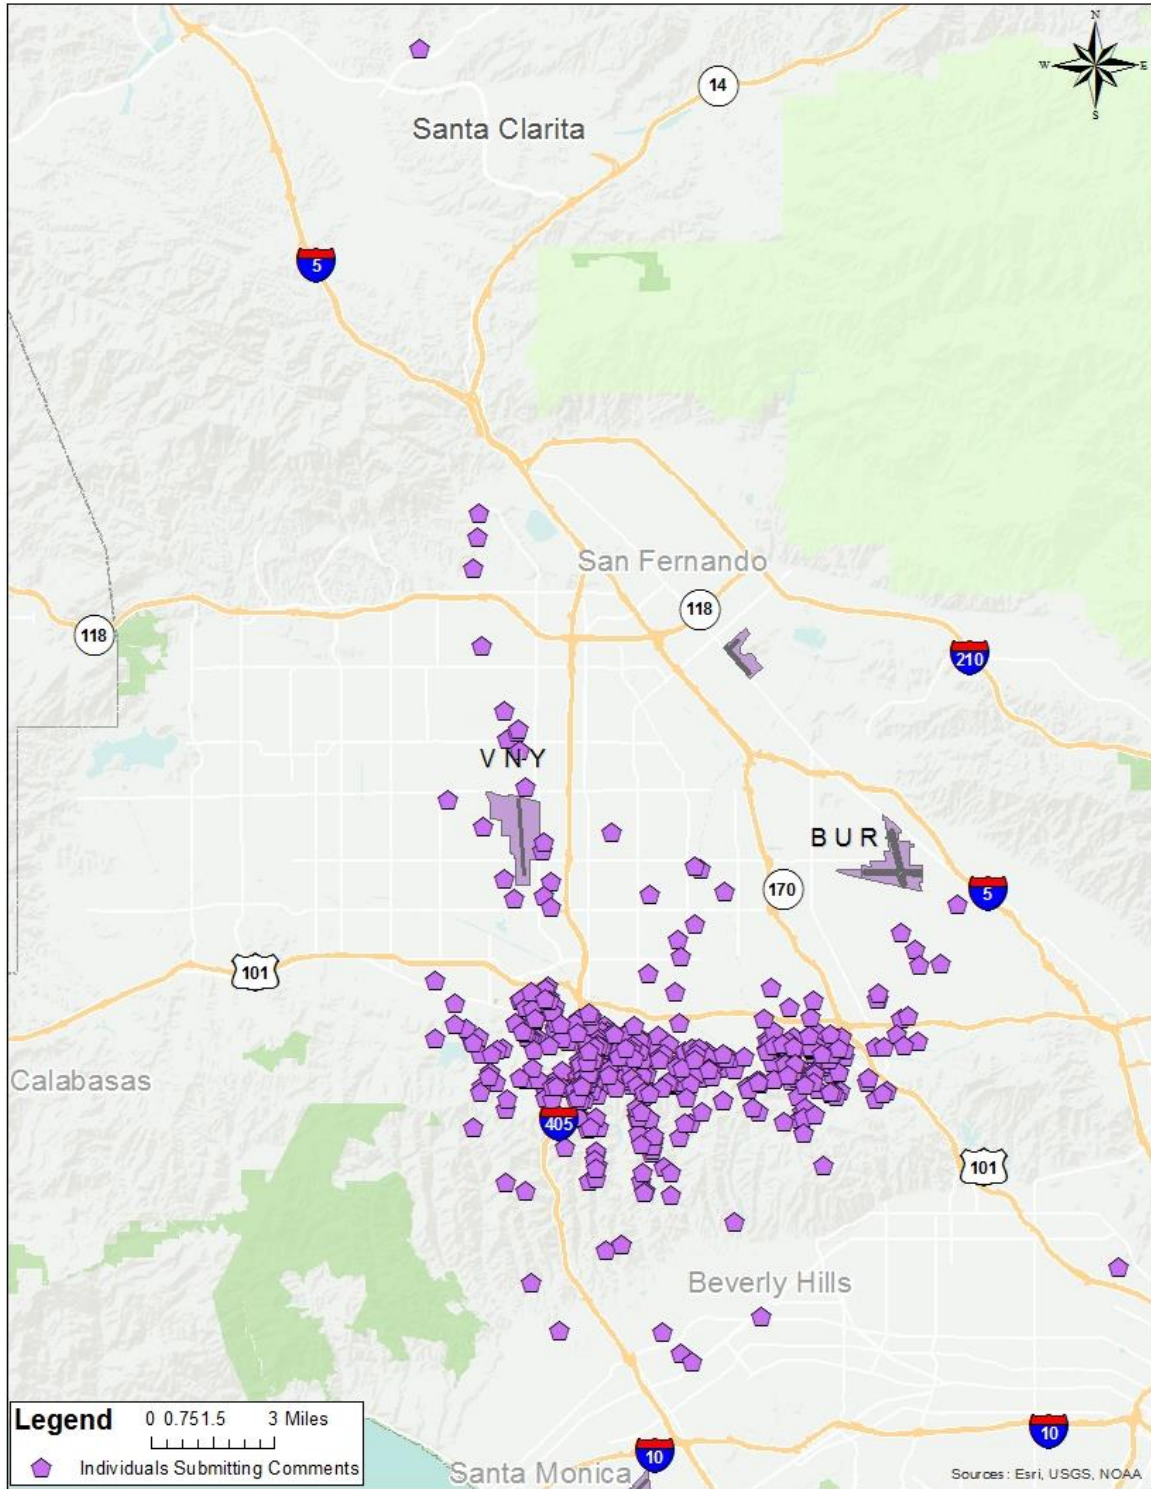 N
W E
S
14
Santa Clarita
5
San Fernando
118
118
210
VNY
BUR
170
5
101
Calabasas
405
101
Beverly Hills
Legend
0 0.75 1.5 3 Miles
Individuals Submitting Comments
10
10
Santa Monica
Sources: Esri, USGS, NOAA